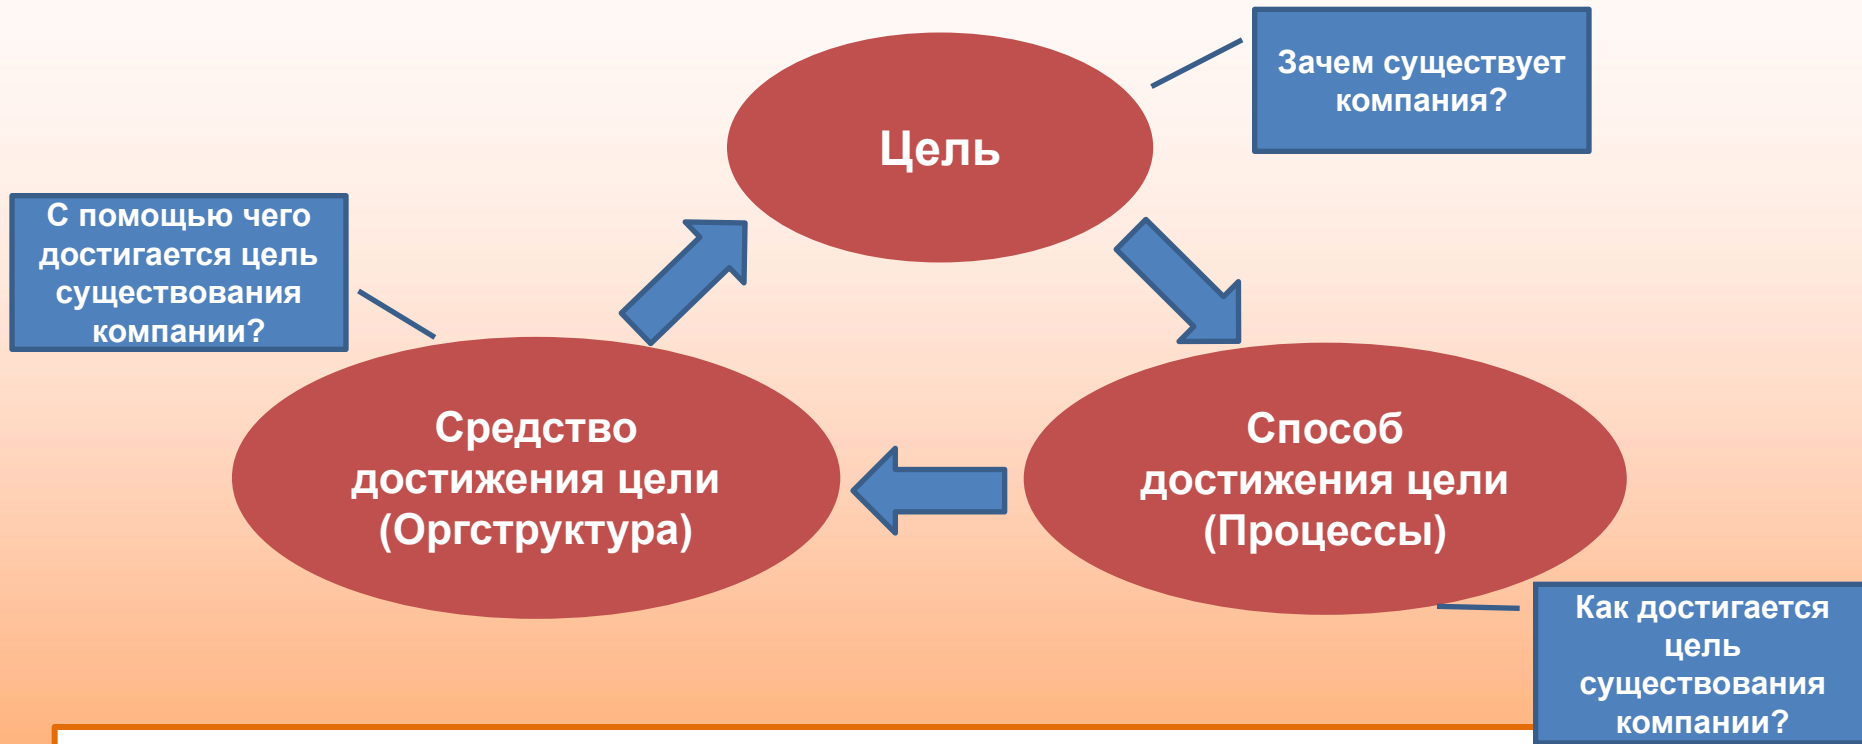 Зачем существует
компания?
Цель
С помощью чего
достигается цель
существования
компании?
Средство
достижения цели
(Оргструктура)
Способ
достижения цели
(Процессы)
Как достигается
цель
существования
компании?